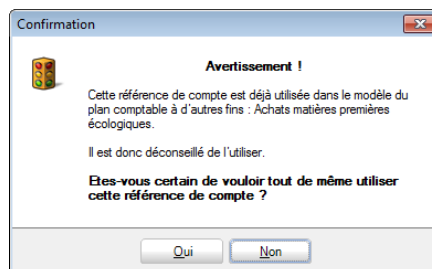 Confirmation
Avertissement !
Cette référence de compte est déjà utilisée dans le modèle du
plan comptable à d'autres fins : Achats matières premières
écologiques.
Il est donc déconseillé de l'utiliser.
Etes-vous certain de vouloir tout de même utiliser
cette référence de compte ?
Oui
Non